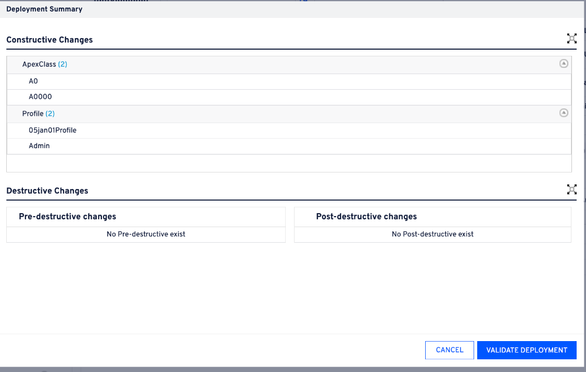 Deployment Summary
Constructive Changes
ApexClass (2)
A0
A0000
Profile (2)
05jan01Profile
Admin
Destructive Changes
Pre-destructive changes
No Pre-destructive exist
Post-destructive changes
No Post-destructive exist
CANCEL
VALIDATE DEPLOYMENT